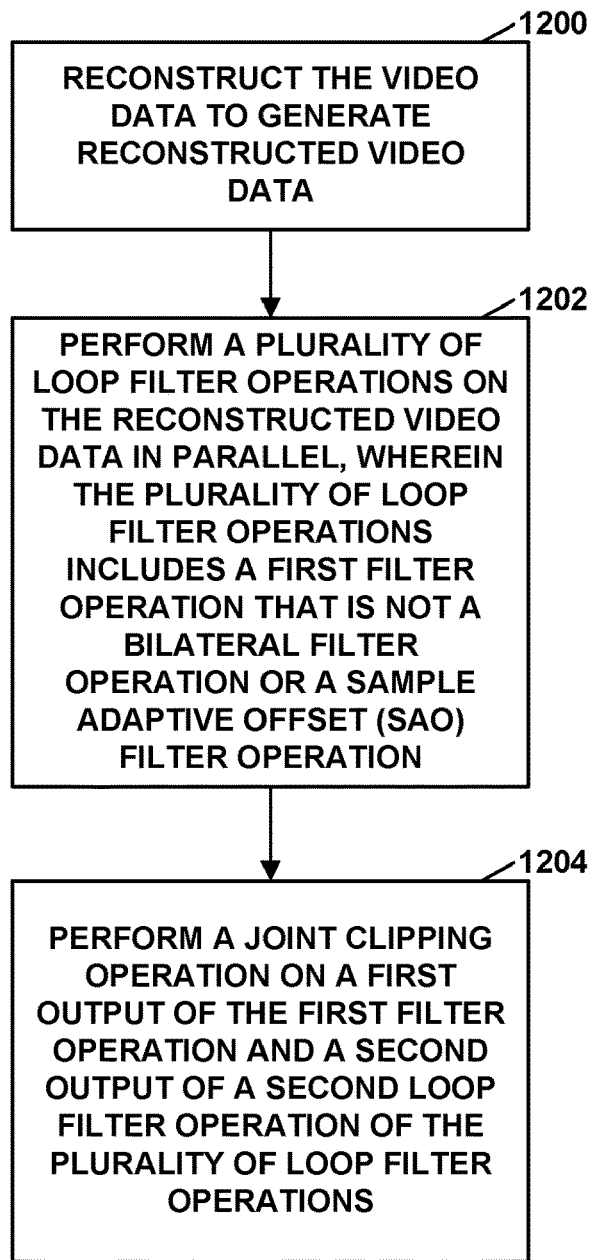 1200
RECONSTRUCT THE VIDEO
DATA TO GENERATE
RECONSTRUCTED VIDEO
DATA
1202
PERFORM A PLURALITY OF
LOOP FILTER OPERATIONS ON
THE RECONSTRUCTED VIDEO
DATA IN PARALLEL, WHEREIN
THE PLURALITY OF LOOP
FILTER OPERATIONS
INCLUDES A FIRST FILTER
OPERATION THAT IS NOT A
BILATERAL FILTER
OPERATION OR A SAMPLE
ADAPTIVE OFFSET (SAO)
FILTER OPERATION
1204
PERFORM A JOINT CLIPPING
OPERATION ON A FIRST
OUTPUT OF THE FIRST FILTER
OPERATION AND A SECOND
OUTPUT OF A SECOND LOOP
FILTER OPERATION OF THE
PLURALITY OF LOOP FILTER
OPERATIONS